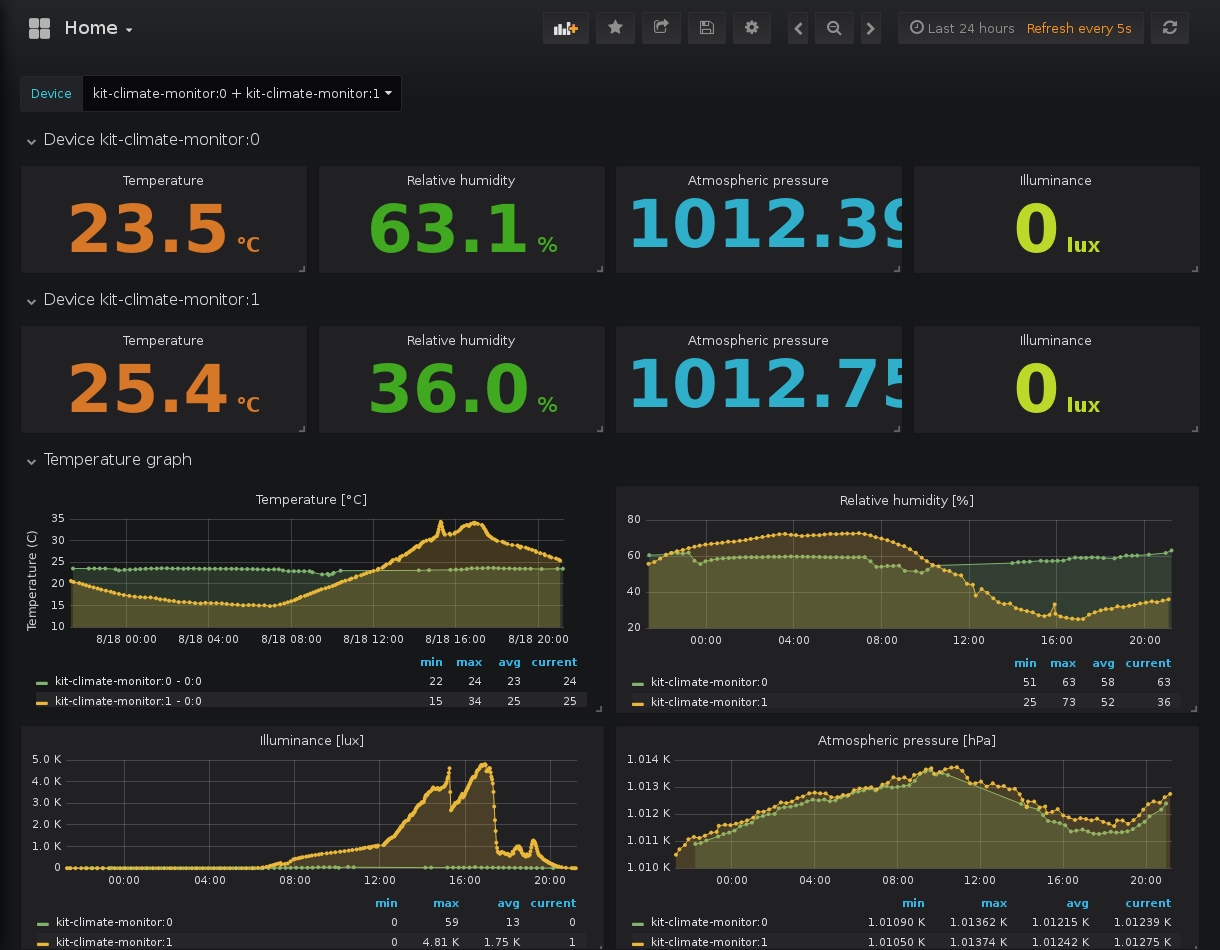 Home
Last 24 hours Refresh every 5s
Device kit-climate-monitor:0 + kit-climate-monitor:1
Device kit-climate-monitor:0
Temperature Relative humidity Atmospheric pressure Illuminance
23.5 °C 63.1 % 1012.39 0 lux
Device kit-climate-monitor:1
Temperature Relative humidity Atmospheric pressure Illuminance
25.4 °C 36.0 % 1012.75 0 lux
Temperature graph
Temperature [°C]
Temperature (C)
35
30
25
20
15
10
8/18 00:00 8/18 04:00 8/18 08:00 8/18 12:00 8/18 16:00 8/18 20:00
min max avg current
kit-climate-monitor:0 - 0:0 22 24 23 24
kit-climate-monitor:1 - 0:0 15 34 25 25
Relative humidity [%]
80
60
40
20
00:00 04:00 08:00 12:00 16:00 20:00
min max avg current
kit-climate-monitor:0 51 63 58 63
kit-climate-monitor:1 25 73 52 36
Illuminance [lux]
5.0 K
4.0 K
3.0 K
2.0 K
1.0 K
0
00:00 04:00 08:00 12:00 16:00 20:00
min max avg current
kit-climate-monitor:0 0 59 13 0
kit-climate-monitor:1 0 4.81 K 1.75 K 1
Atmospheric pressure [hPa]
1.014 K
1.013 K
1.012 K
1.011 K
1.010 K
00:00 04:00 08:00 12:00 16:00 20:00
min max avg current
kit-climate-monitor:0 1.01090 K 1.01362 K 1.01215 K 1.01239 K
kit-climate-monitor:1 1.01050 K 1.01374 K 1.01242 K 1.01275 K